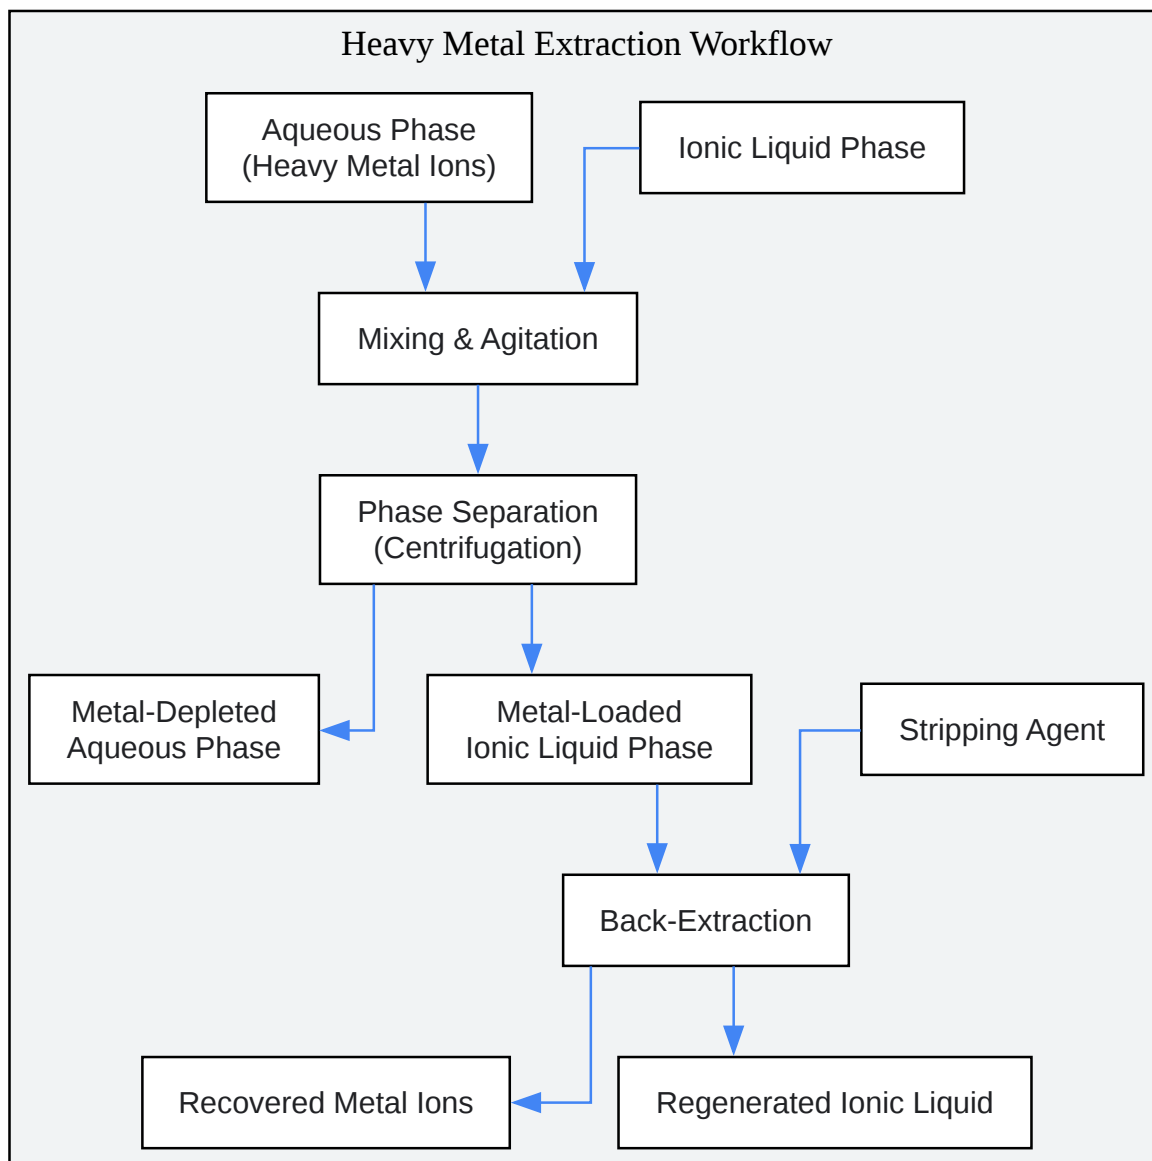 Heavy Metal Extraction Workflow
Aqueous Phase
(Heavy Metal Ions)
Ionic Liquid Phase
Mixing & Agitation
Phase Separation
(Centrifugation)
Metal-Depleted
Aqueous Phase
Metal-Loaded
Ionic Liquid Phase
Stripping Agent
Back-Extraction
Recovered Metal Ions
Regenerated Ionic Liquid